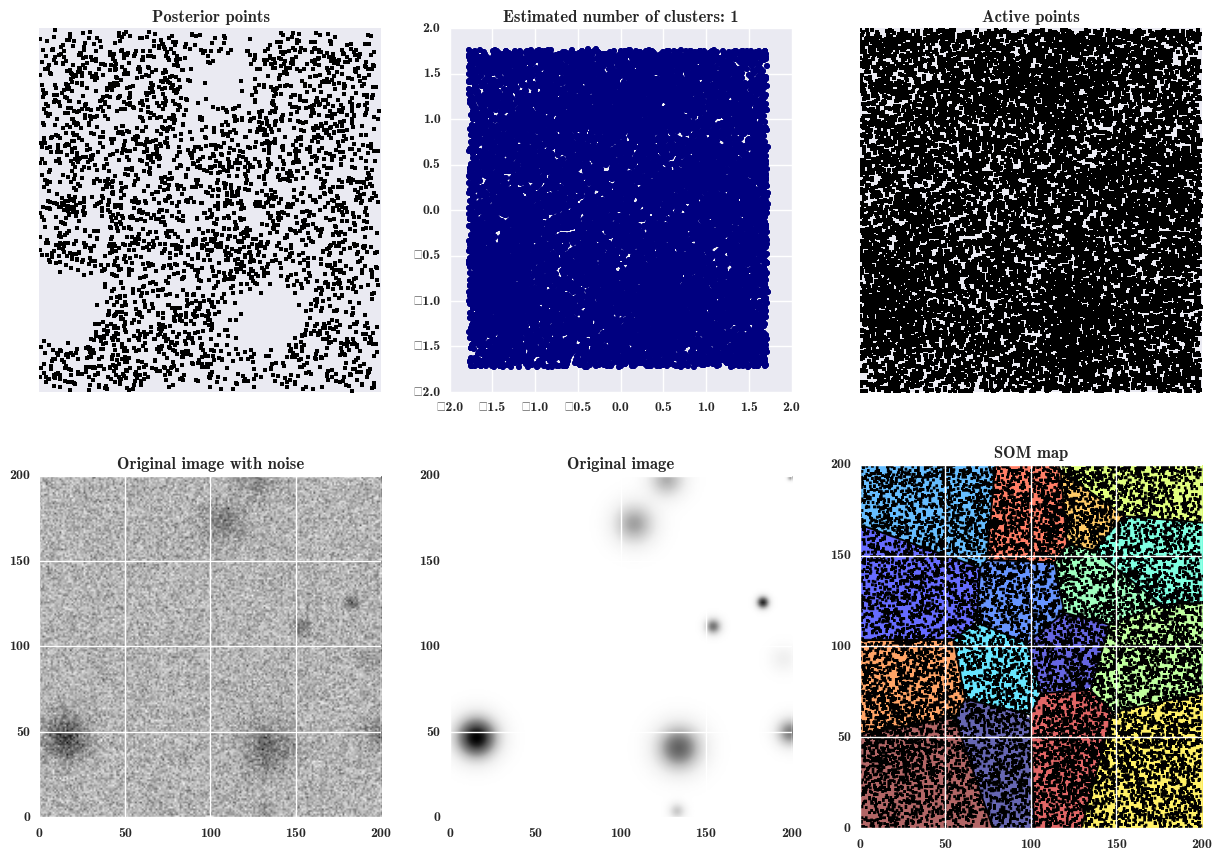 Posterior points
Estimated number of clusters: 1
Active points
2.0
1.5
1.0
0.5
0.0
□0.5
□1.0
□1.5
□2.0
□2.0 □1.5 □1.0 □0.5 0.0 0.5 1.0 1.5 2.0
Original image with noise
Original image
SOM map
200
150
100
50
0
0 50 100 150 200
200
150
100
50
0
0 50 100 150 200
200
150
100
50
0
0 50 100 150 200